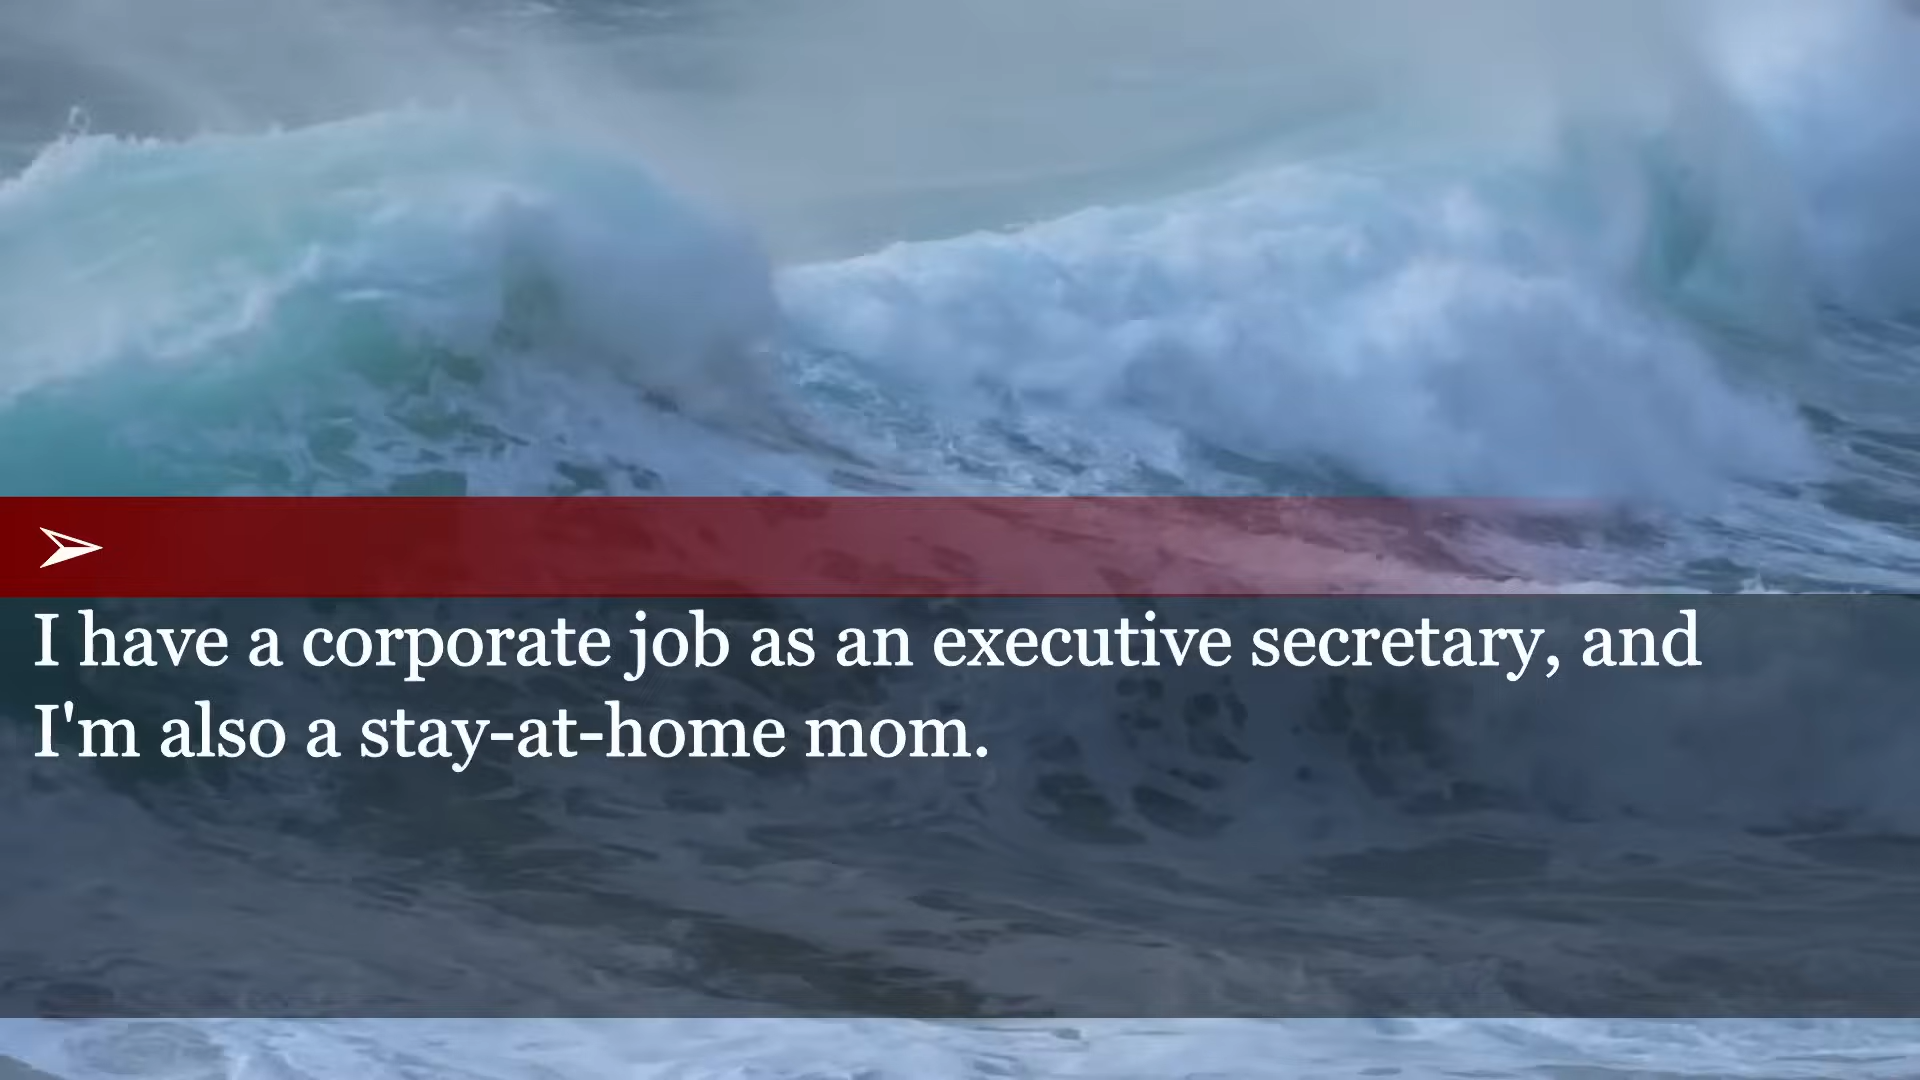 I have a corporate job as an executive secretary, and
I'm also a stay-at-home mom.